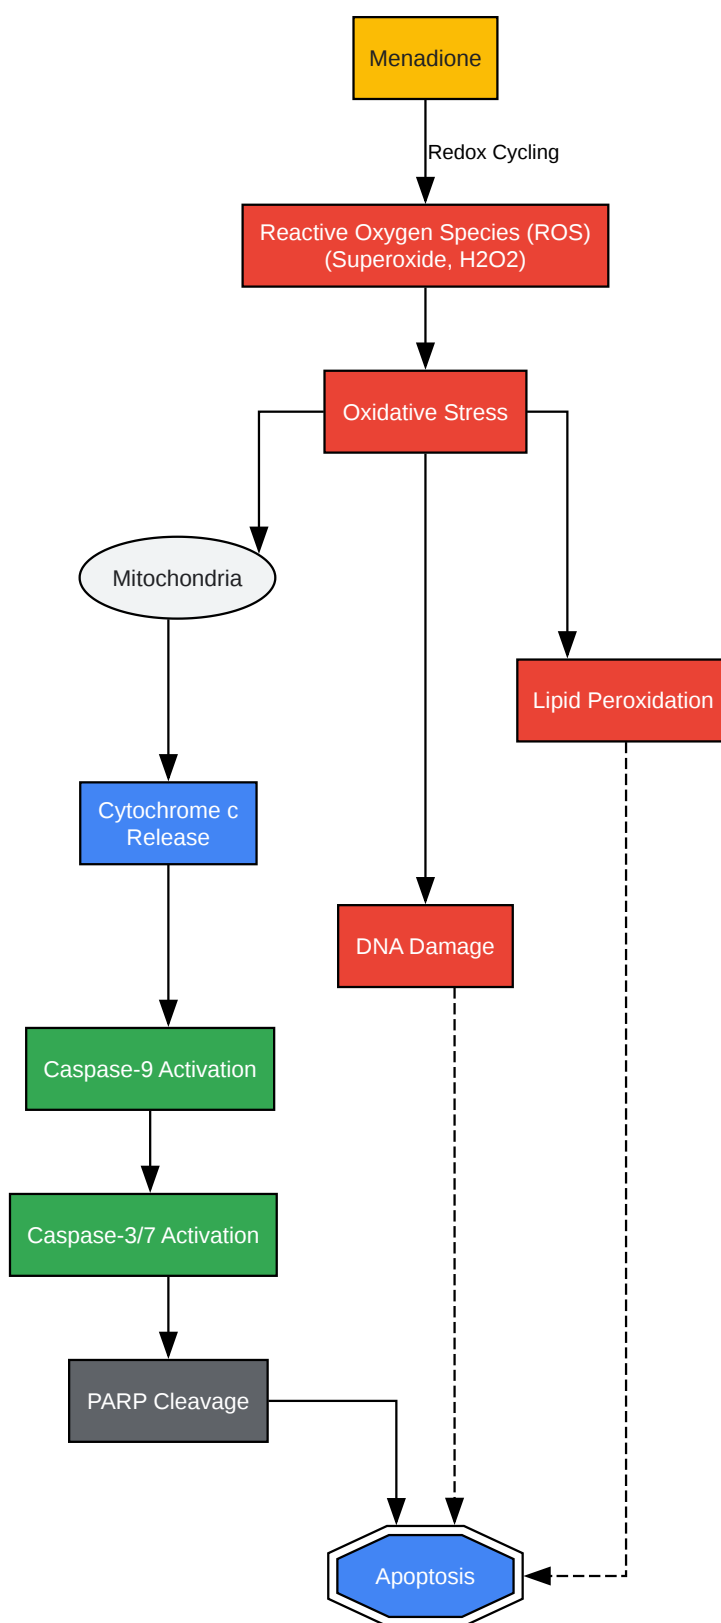 Menadione
Redox Cycling
Reactive Oxygen Species (ROS)
(Superoxide, H2O2)
Oxidative Stress
Mitochondria
Lipid Peroxidation
Cytochrome c
Release
DNA Damage
Caspase-9 Activation
Caspase-3/7 Activation
PARP Cleavage
Apoptosis